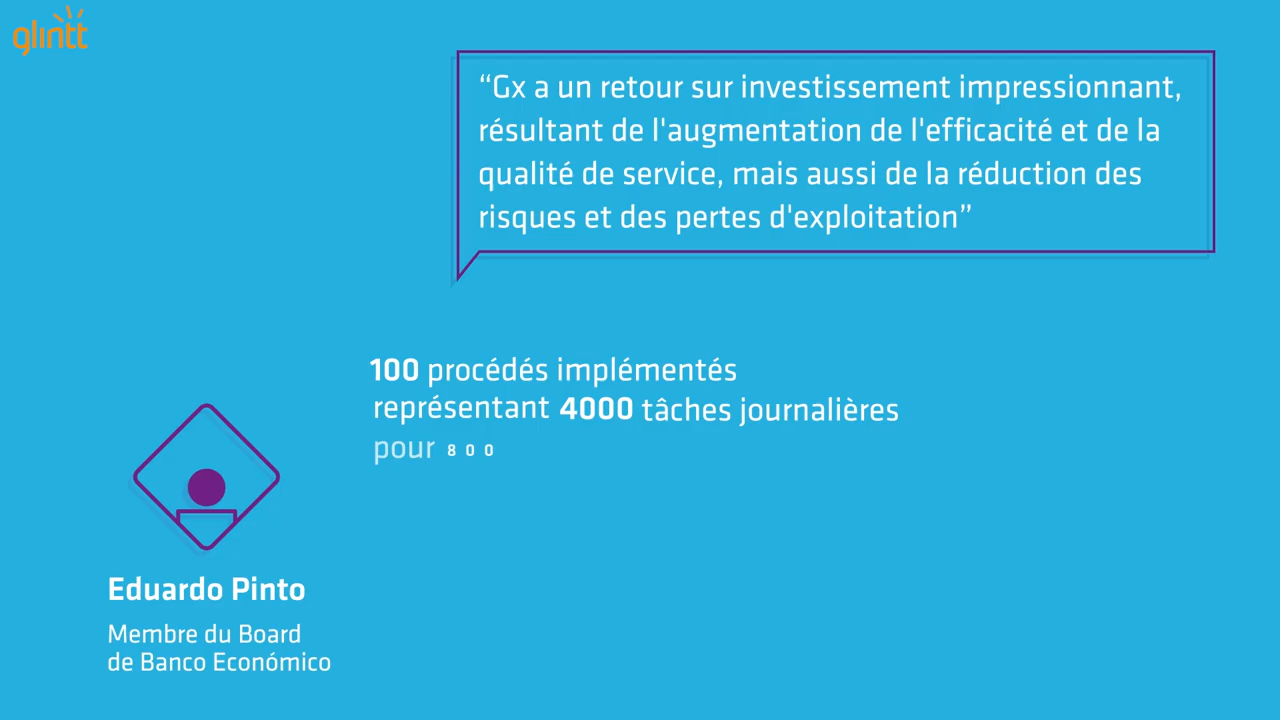 glintt
“Gx a un retour sur investissement impressionnant,
résultant de l'augmentation de l'efficacité et de la
qualité de service, mais aussi de la réduction des
risques et des pertes d'exploitation”
100 procédés implémentés
représentant 4000 tâches journalières
pour 800
Eduardo Pinto
Membre du Board
de Banco Económico